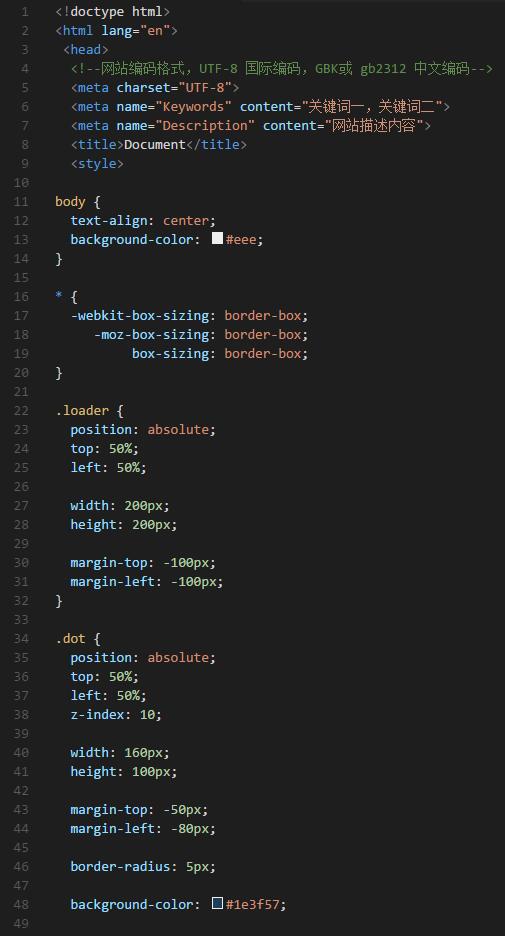 1 <!doctype html>
2 <html lang="en">
3 <head>
4 <!--网站编码格式，UTF-8 国际编码，GBK或 gb2312 中文编码-->
5 <meta charset="UTF-8">
6 <meta name="Keywords" content="关键词一，关键词二">
7 <meta name="Description" content="网站描述内容">
8 <title>Document</title>
9 <style>
10
11 body {
12 text-align: center;
13 background-color: #eee;
14 }
15
16 * {
17 -webkit-box-sizing: border-box;
18 -moz-box-sizing: border-box;
19 box-sizing: border-box;
20 }
21
22 .loader {
23 position: absolute;
24 top: 50%;
25 left: 50%;
26
27 width: 200px;
28 height: 200px;
29
30 margin-top: -100px;
31 margin-left: -100px;
32 }
33
34 .dot {
35 position: absolute;
36 top: 50%;
37 left: 50%;
38 z-index: 10;
39
40 width: 160px;
41 height: 100px;
42
43 margin-top: -50px;
44 margin-left: -80px;
45
46 border-radius: 5px;
47
48 background-color: #1e3f57;
49